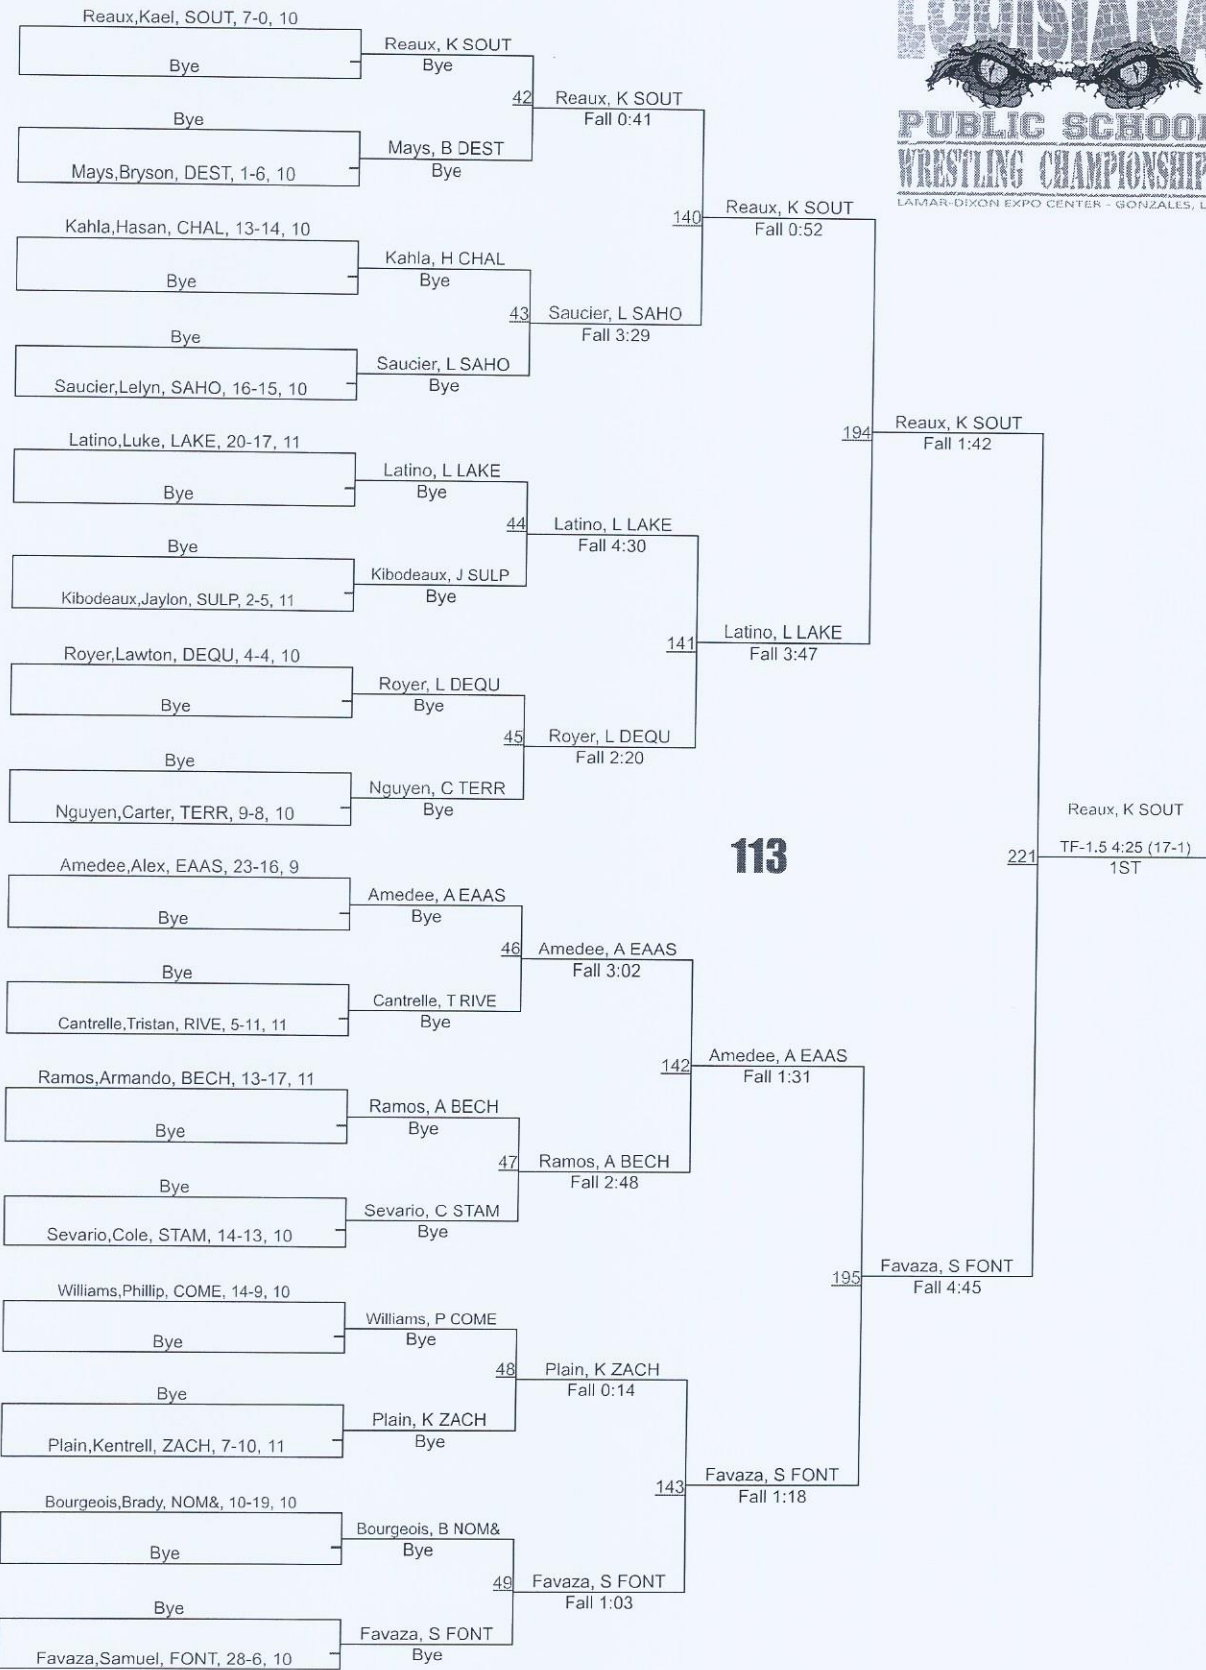 LOUISIANA
PUBLIC SCHOOL
WRESTLING CHAMPIONSHIP
LAMAR-DIXON EXPO CENTER - GONZALES, L
Reaux,Kael, SOUT, 7-0, 10
Bye
Bye
Mays,Bryson, DEST, 1-6, 10
Kahla,Hasan, CHAL, 13-14, 10
Bye
Bye
Saucier,Lelyn, SAHO, 16-15, 10
Latino,Luke, LAKE, 20-17, 11
Bye
Bye
Kibodeaux,Jaylon, SULP, 2-5, 11
Royer,Lawton, DEQU, 4-4, 10
Bye
Bye
Nguyen,Carter, TERR, 9-8, 10
Amedee,Alex, EAAS, 23-16, 9
Bye
Bye
Cantrelle,Tristan, RIVE, 5-11, 11
Ramos,Armando, BECH, 13-17, 11
Bye
Bye
Sevario,Cole, STAM, 14-13, 10
Williams,Phillip, COME, 14-9, 10
Bye
Bye
Plain,Kentrell, ZACH, 7-10, 11
Bourgeois,Brady, NOM&, 10-19, 10
Bye
Bye
Favaza,Samuel, FONT, 28-6, 10
Reaux, K SOUT
Bye
Mays, B DEST
Bye
Kahla, H CHAL
Bye
Saucier, L SAHO
Bye
Latino, L LAKE
Bye
Kibodeaux, J SULP
Bye
Royer, L DEQU
Bye
Nguyen, C TERR
Bye
Amedee, A EAAS
Bye
Cantrelle, T RIVE
Bye
Ramos, A BECH
Bye
Sevario, C STAM
Bye
Williams, P COME
Bye
Plain, K ZACH
Bye
Bourgeois, B NOM&
Bye
Favaza, S FONT
Bye
42
Reaux, K SOUT
Fall 0:41
43
Saucier, L SAHO
Fall 3:29
44
Latino, L LAKE
Fall 4:30
45
Royer, L DEQU
Fall 2:20
46
Amedee, A EAAS
Fall 3:02
47
Ramos, A BECH
Fall 2:48
48
Plain, K ZACH
Fall 0:14
49
Favaza, S FONT
Fall 1:03
140
Reaux, K SOUT
Fall 0:52
141
Latino, L LAKE
Fall 3:47
142
Amedee, A EAAS
Fall 1:31
143
Favaza, S FONT
Fall 1:18
194
Reaux, K SOUT
Fall 1:42
195
Favaza, S FONT
Fall 4:45
113
221
Reaux, K SOUT
TF-1.5 4:25 (17-1)
1ST